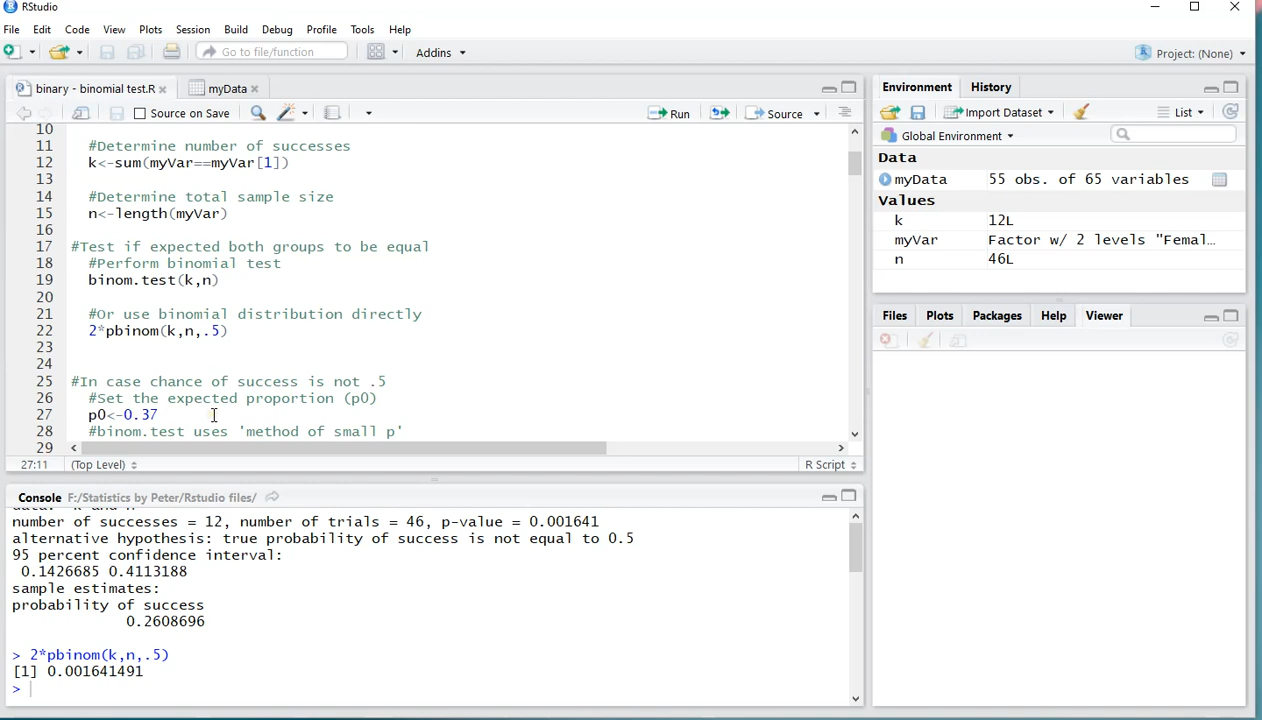 RStudio
File Edit Code View Plots Session Build Debug Profile Tools Help
Go to file/function Addins Project: (None)
binary - binomial test.R myData
Source on Save Run Source
10
11 #Determine number of successes
12 k<-sum(myVar==myVar[1])
13
14 #Determine total sample size
15 n<-length(myVar)
16
17 #Test if expected both groups to be equal
18 #Perform binomial test
19 binom.test(k,n)
20
21 #Or use binomial distribution directly
22 2*pbinom(k,n,.5)
23
24
25 #In case chance of success is not .5
26 #Set the expected proportion (p0)
27 p0<-0.37
28 #binom.test uses 'method of small p'
29
27:11 (Top Level) R Script
Console F:/Statistics by Peter/Rstudio files/
number of successes = 12, number of trials = 46, p-value = 0.001641
alternative hypothesis: true probability of success is not equal to 0.5
95 percent confidence interval:
0.1426685 0.4113188
sample estimates:
probability of success
0.2608696
> 2*pbinom(k,n,.5)
[1] 0.001641491
>
Environment History
Import Dataset List
Global Environment
Data
myData 55 obs. of 65 variables
Values
k 12L
myVar Factor w/ 2 levels "Femal...
n 46L
Files Plots Packages Help Viewer